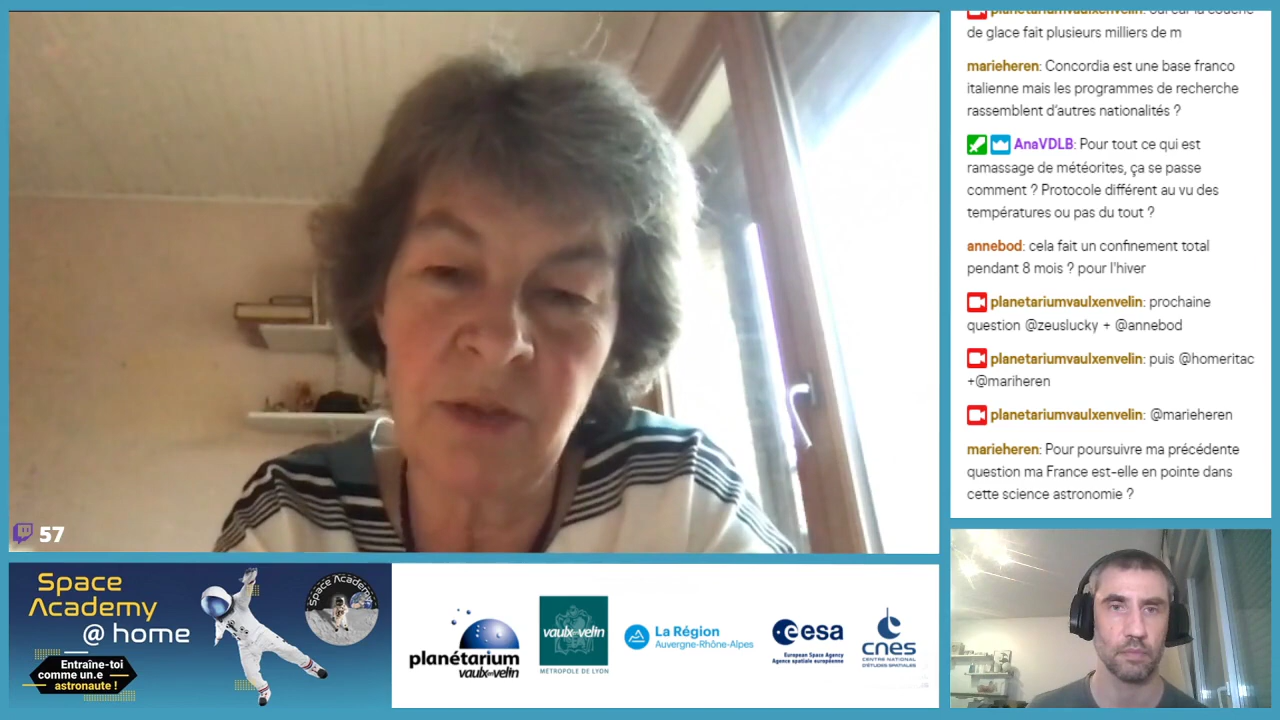 de glace fait plusieurs milliers de m
marieheren: Concordia est une base franco
italienne mais les programmes de recherche
rassemblent d'autres nationalités ?
AnaVDLB: Pour tout ce qui est
ramassage de météorites, ça se passe
comment ? Protocole différent au vu des
températures ou pas du tout ?
annebod: cela fait un confinement total
pendant 8 mois ? pour l'hiver
planetariumvaulxenvelin: prochaine
question @zeuslucky + @annebod
planetariumvaulxenvelin: puis @homeritac
+@mariheren
planetariumvaulxenvelin: @marieheren
marieheren: Pour poursuivre ma précédente
question ma France est-elle en pointe dans
cette science astronomie ?
57
Space
Academy
@ home
Entraîne-toi
comme un.e
astronaute !
Space Academy
planétarium
vaulx en velin
vaulx en velin
MÉTROPOLE DE LYON
La Région
Auvergne-Rhône-Alpes
esa
European Space Agency
Agence spatiale européenne
cnes
CENTRE NATIONAL
D'ÉTUDES SPATIALES